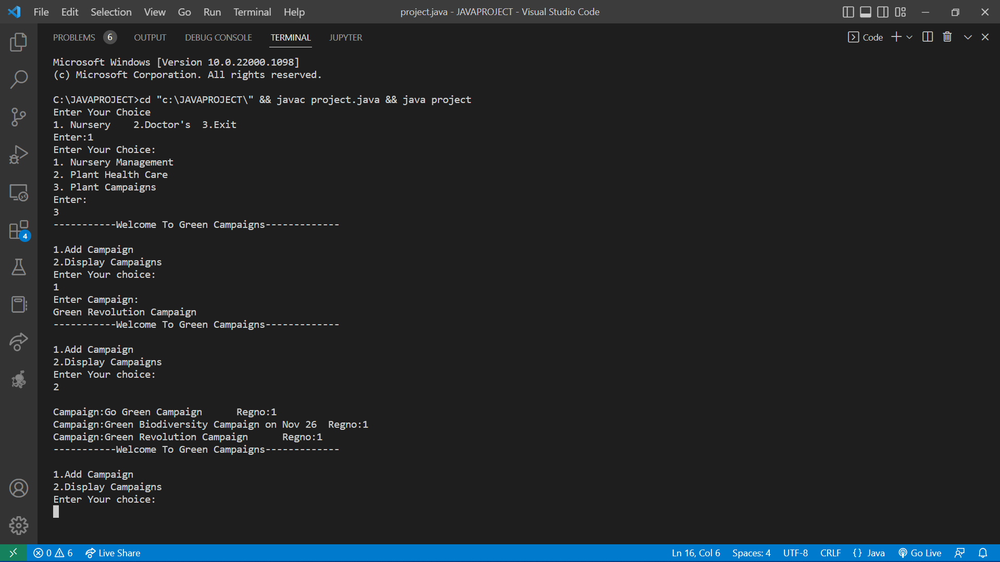 File Edit Selection View Go Run Terminal Help project.java - JAVAPROJECT - Visual Studio Code
PROBLEMS 6 OUTPUT DEBUG CONSOLE TERMINAL JUPYTER Code
Microsoft Windows [Version 10.0.22000.1098]
(c) Microsoft Corporation. All rights reserved.
C:\JAVAPROJECT>cd "c:\JAVAPROJECT\" && javac project.java && java project
Enter Your Choice
1. Nursery    2.Doctor's  3.Exit
Enter:1
Enter Your Choice:
1. Nursery Management
2. Plant Health Care
3. Plant Campaigns
Enter:
3
-----------Welcome To Green Campaigns-------------
1.Add Campaign
2.Display Campaigns
Enter Your choice:
1
Enter Campaign:
Green Revolution Campaign
-----------Welcome To Green Campaigns-------------
1.Add Campaign
2.Display Campaigns
Enter Your choice:
2
Campaign:Go Green Campaign      Regno:1
Campaign:Green Biodiversity Campaign on Nov 26  Regno:1
Campaign:Green Revolution Campaign      Regno:1
-----------Welcome To Green Campaigns-------------
1.Add Campaign
2.Display Campaigns
Enter Your choice:
4
0 6 Live Share Ln 16, Col 6 Spaces: 4 UTF-8 CRLF {} Java Go Live